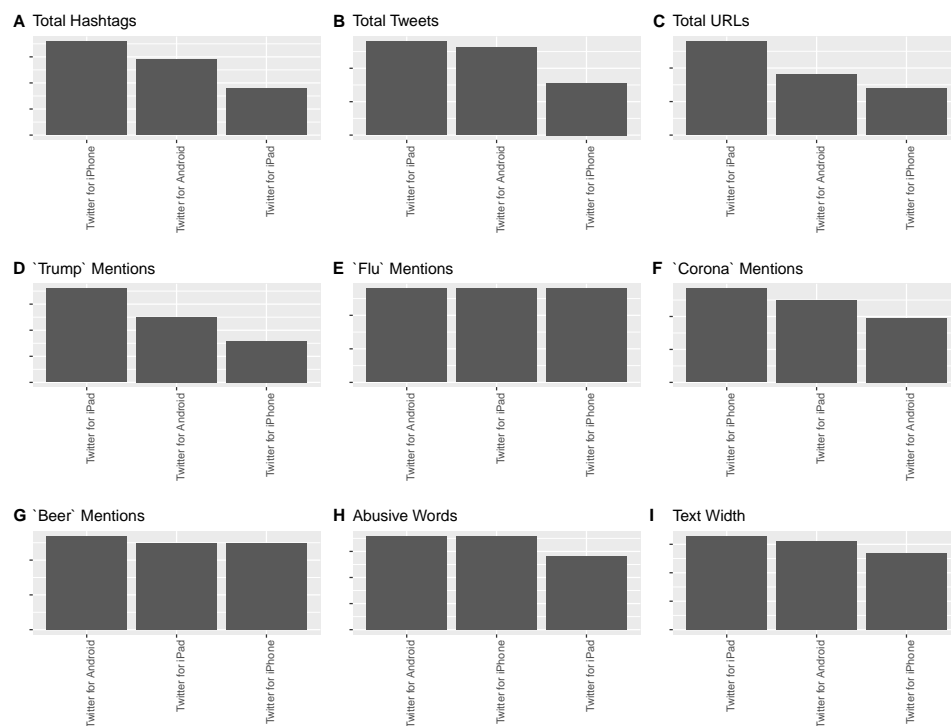 A Total Hashtags
Twitter for iPhone
Twitter for Android
Twitter for iPad
B Total Tweets
Twitter for iPad
Twitter for Android
Twitter for iPhone
C Total URLs
Twitter for iPad
Twitter for Android
Twitter for iPhone
D `Trump` Mentions
Twitter for iPad
Twitter for Android
Twitter for iPhone
E `Flu` Mentions
Twitter for Android
Twitter for iPad
Twitter for iPhone
F `Corona` Mentions
Twitter for iPhone
Twitter for iPad
Twitter for Android
G `Beer` Mentions
Twitter for Android
Twitter for iPad
Twitter for iPhone
H Abusive Words
Twitter for Android
Twitter for iPhone
Twitter for iPad
I Text Width
Twitter for iPad
Twitter for Android
Twitter for iPhone